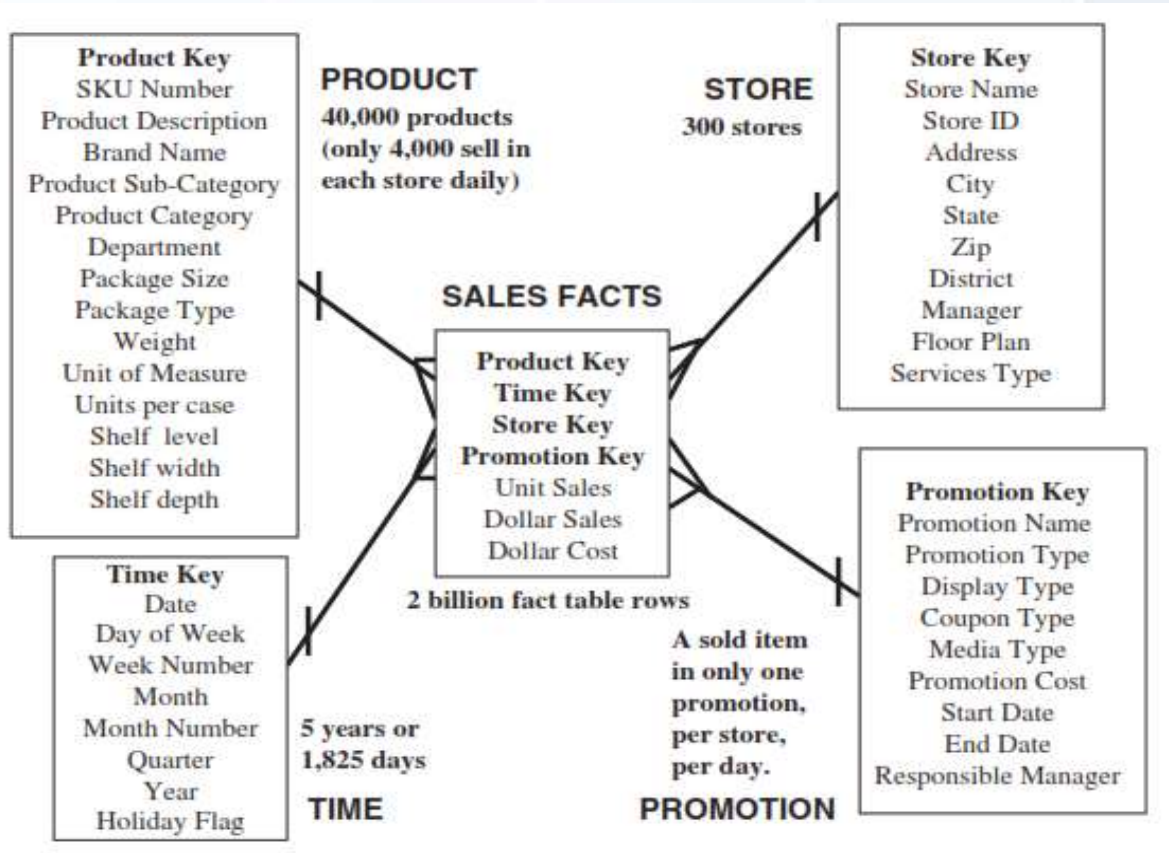 Product Key
SKU Number
Product Description
Brand Name
Product Sub-Category
Product Category
Department
Package Size
Package Type
Weight
Unit of Measure
Units per case
Shelf level
Shelf width
Shelf depth
PRODUCT
40,000 products
(only 4,000 sell in
each store daily)
STORE
300 stores
Store Key
Store Name
Store ID
Address
City
State
Zip
District
Manager
Floor Plan
Services Type
SALES FACTS
Product Key
Time Key
Store Key
Promotion Key
Unit Sales
Dollar Sales
Dollar Cost
2 billion fact table rows
Time Key
Date
Day of Week
Week Number
Month
Month Number
Quarter
Year
Holiday Flag
5 years or
1,825 days
TIME
A sold item
in only one
promotion,
per store,
per day.
PROMOTION
Promotion Key
Promotion Name
Promotion Type
Display Type
Coupon Type
Media Type
Promotion Cost
Start Date
End Date
Responsible Manager